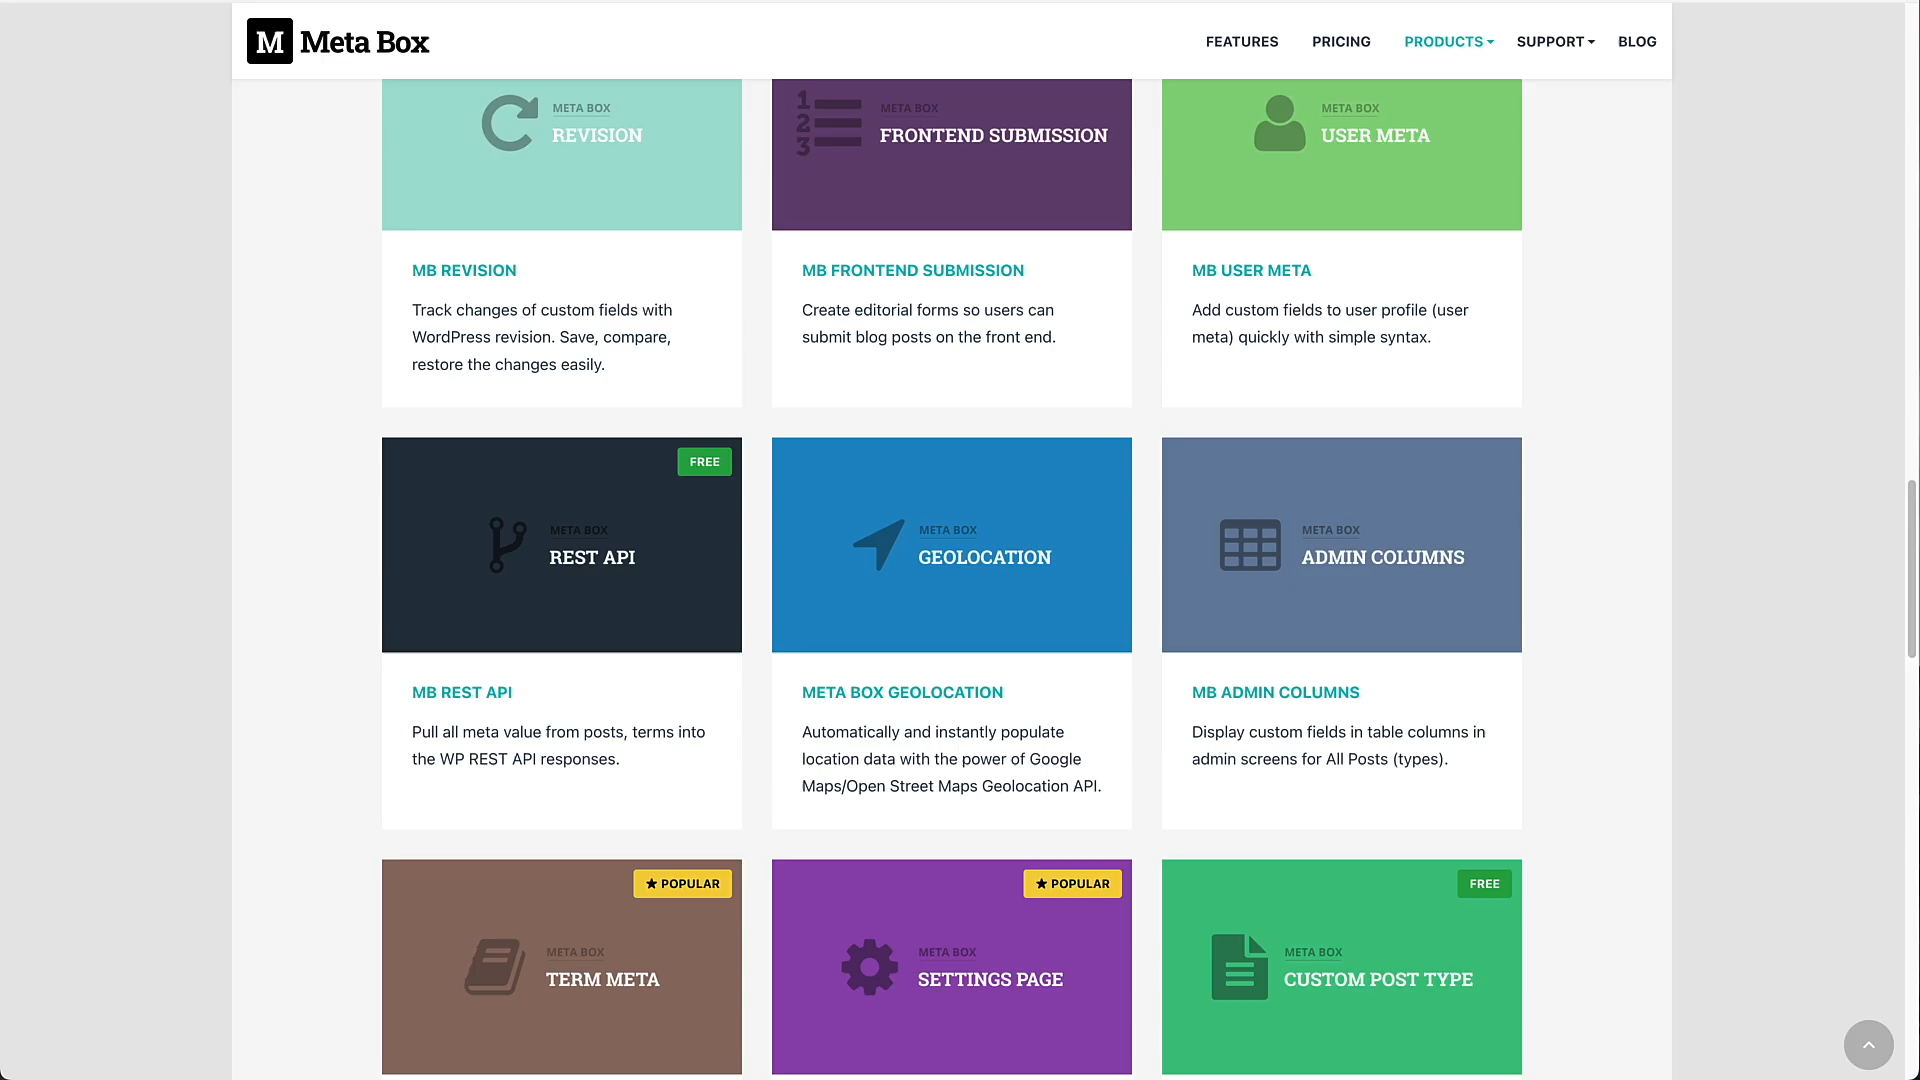 M Meta Box
FEATURES PRICING PRODUCTS SUPPORT BLOG
META BOX
REVISION
META BOX
FRONTEND SUBMISSION
META BOX
USER META
MB REVISION
Track changes of custom fields with
WordPress revision. Save, compare,
restore the changes easily.
MB FRONTEND SUBMISSION
Create editorial forms so users can
submit blog posts on the front end.
MB USER META
Add custom fields to user profile (user
meta) quickly with simple syntax.
FREE
META BOX
REST API
META BOX
GEOLOCATION
META BOX
ADMIN COLUMNS
MB REST API
Pull all meta value from posts, terms into
the WP REST API responses.
META BOX GEOLOCATION
Automatically and instantly populate
location data with the power of Google
Maps/Open Street Maps Geolocation API.
MB ADMIN COLUMNS
Display custom fields in table columns in
admin screens for All Posts (types).
★ POPULAR
META BOX
TERM META
★ POPULAR
META BOX
SETTINGS PAGE
FREE
META BOX
CUSTOM POST TYPE